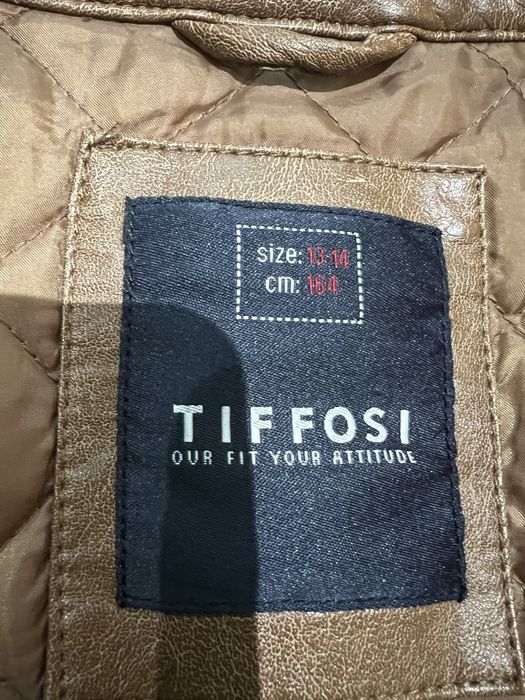 size: 13-14
cm: 164
TIFFOSI
OUR FIT YOUR ATTITUDE